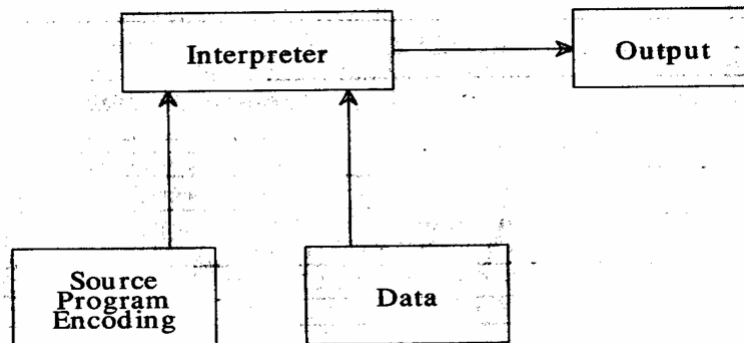 Interpreter
Output
Source
Program
Encoding
Data